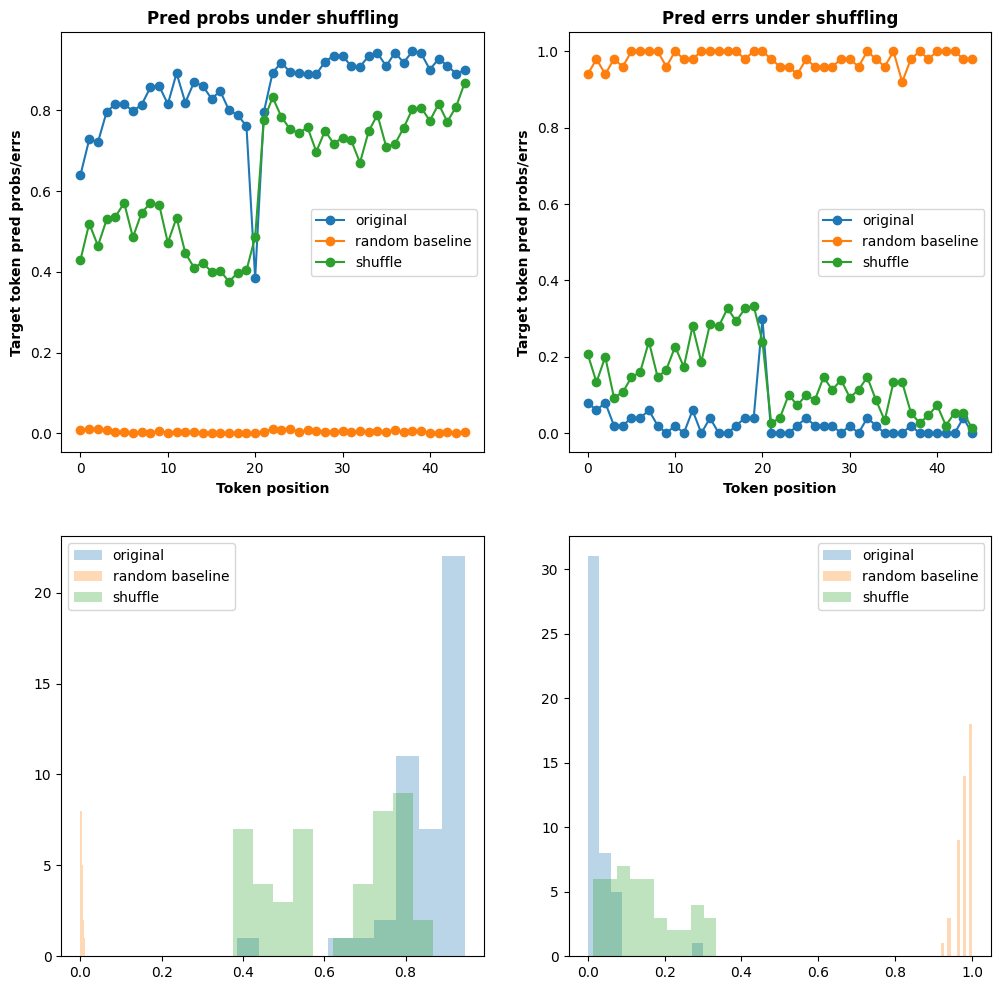 Pred probs under shuffling
Target token pred probs/errs
0.8
0.6
0.4
0.2
0.0
original
random baseline
shuffle
0 10 20 30 40
Token position
Pred errs under shuffling
Target token pred probs/errs
1.0
0.8
0.6
0.4
0.2
0.0
original
random baseline
shuffle
0 10 20 30 40
Token position
original
random baseline
shuffle
20
15
10
5
0
0.0 0.2 0.4 0.6 0.8
original
random baseline
shuffle
30
25
20
15
10
5
0
0.0 0.2 0.4 0.6 0.8 1.0